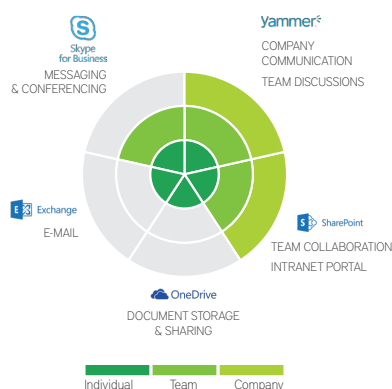 S
Skype
for Business
MESSAGING
& CONFERENCING
yammer
COMPANY
COMMUNICATION
TEAM DISCUSSIONS
E Exchange
E-MAIL
S SharePoint
TEAM COLLABORATION
INTRANET PORTAL
OneDrive
DOCUMENT STORAGE
& SHARING
Individual Team Company